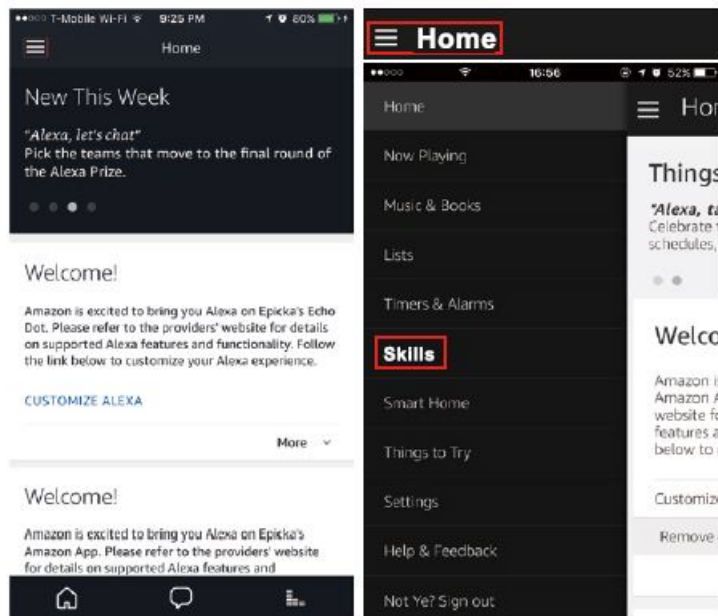 T-Mobile Wi-Fi 9:25 PM 80%
Home
New This Week
"Alexa, let's chat"
Pick the teams that move to the final round of
the Alexa Prize.
Welcome!
Amazon is excited to bring you Alexa on Epicka's Echo
Dot. Please refer to the providers' website for details
on supported Alexa features and functionality. Follow
the link below to customize your Alexa experience.
CUSTOMIZE ALEXA
More
Welcome!
Amazon is excited to bring you Alexa on Epicka's
Amazon App. Please refer to the providers' website
for details on supported Alexa features and
Home
16:56 52%
Home
Now Playing
Music & Books
Lists
Timers & Alarms
Skills
Smart Home
Things to Try
Settings
Help & Feedback
Not Ye? Sign out
Hor
Things
"Alexa, ta
Celebrate
schedules,
Welco
Amazon i
Amazon A
website fo
features a
below to
Customiz
Remove